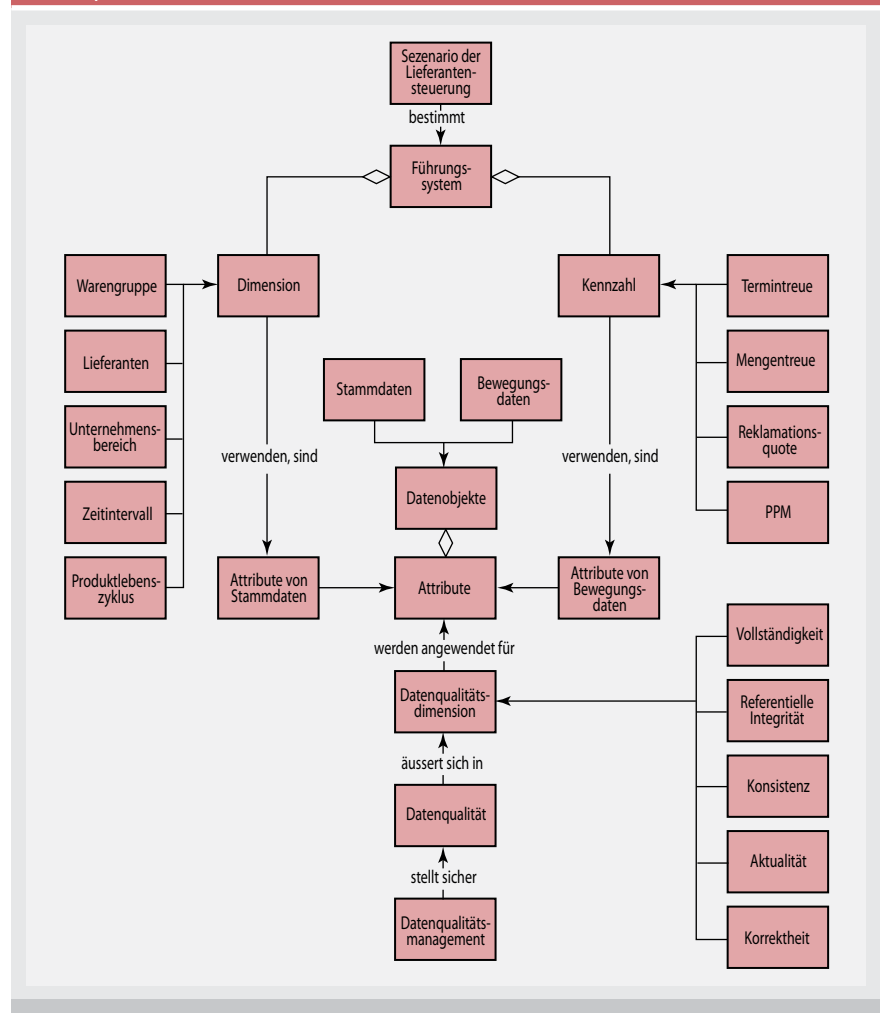 Sezenario der
Lieferanten-
steuerung
bestimmt
Führungs-
system
Warengruppe
Dimension
Kennzahl
Termintreue
Lieferanten
Stammdaten
Bewegungs-
daten
Mengentreue
Unternehmens-
bereich
verwenden, sind
verwenden, sind
Reklamations-
quote
Zeitintervall
Datenobjekte
PPM
Produktlebens-
zyklus
Attribute von
Stammdaten
Attribute
Attribute von
Bewegungs-
daten
werden angewendet für
Vollständigkeit
Datenqualitäts-
dimension
Referentielle
Integrität
äussert sich in
Konsistenz
Datenqualität
Aktualität
stellt sicher
Datenqualitäts-
management
Korrektheit